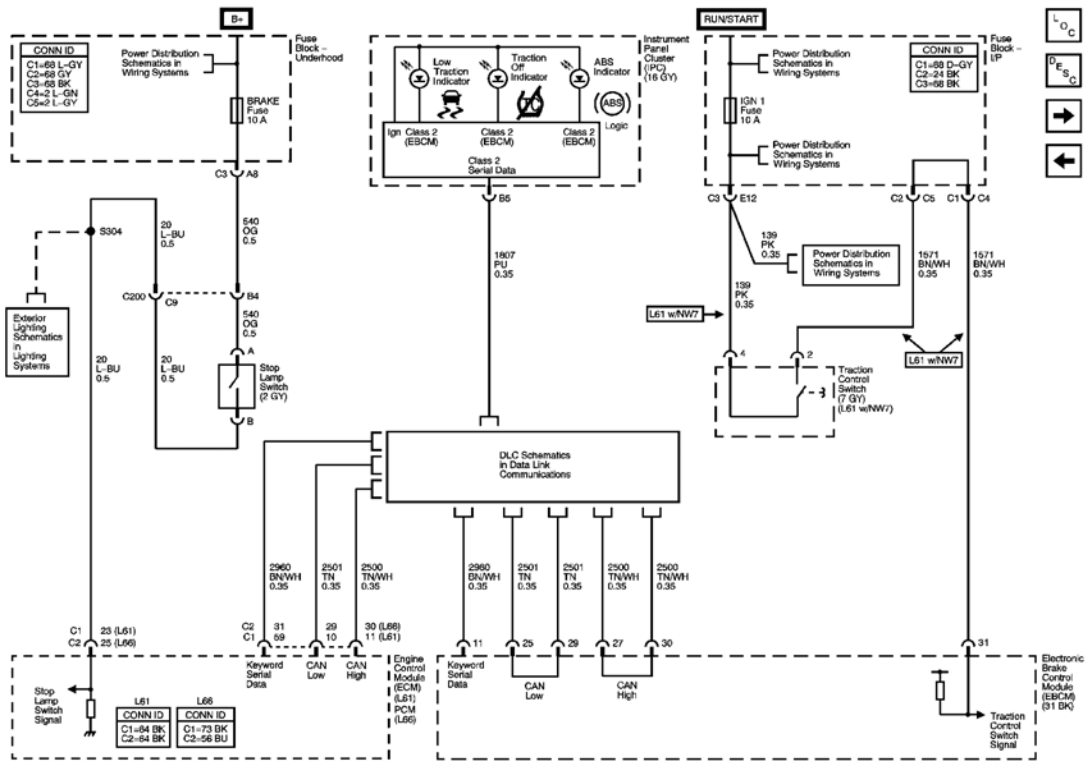 B+
RUN/START
L
O
C
D
E
S
C
Fuse
Block –
Underhood
CONN ID
C1=68 L–GY
C2=68 GY
C3=68 BK
C4=2 L–GN
C5=2 L–GY
Power Distribution
Schematics in
Wiring Systems
BRAKE
Fuse
10 A
Low
Traction
Indicator
Traction
Off
Indicator
ABS
Indicator
ABS
Logic
Instrument
Panel
Cluster
(IPC)
(16 GY)
Ign
Class 2
(EBCM)
Class 2
(EBCM)
Class 2
(EBCM)
Class 2
Serial Data
Power Distribution
Schematics in
Wiring Systems
IGN 1
Fuse
10 A
Power Distribution
Schematics in
Wiring Systems
CONN ID
C1=68 D–GY
C2=24 BK
C3=68 BK
Fuse
Block –
I/P
C3
A8
B5
C3
E12
C2
C5
C1
C4
S304
20
L–BU
0.5
540
OG
0.5
1807
PU
0.35
139
PK
0.35
Power Distribution
Schematics in
Wiring Systems
1571
BN/WH
0.35
1571
BN/WH
0.35
C200
C9
B4
139
PK
0.35
L61 w/NW7
Exterior
Lighting
Schematics
in
Lighting
Systems
540
OG
0.5
20
L–BU
0.5
20
L–BU
0.5
A
Stop
Lamp
Switch
(2 GY)
B
4
2
Traction
Control
Switch
(7 GY)
(L61 w/NW7)
L61 w/NW7
DLC Schematics
in Data Link
Communications
2960
BN/WH
0.35
2501
TN
0.35
2500
TN/WH
0.35
2960
BN/WH
0.35
2501
TN
0.35
2501
TN
0.35
2500
TN/WH
0.35
2500
TN/WH
0.35
C1
23 (L61)
C2
25 (L66)
C2
31
29
30 (L66)
C1
59
10
11 (L61)
11
25
29
27
30
31
Keyword
Serial
Data
CAN
Low
CAN
High
Engine
Control
Module
(ECM)
(L61)
PCM
(L66)
Keyword
Serial
Data
CAN
Low
CAN
High
Electronic
Brake
Control
Module
(EBCM)
(31 BK)
Stop
Lamp
Switch
Signal
L61
CONN ID
C1=64 BK
C2=64 BK
L66
CONN ID
C1=73 BK
C2=56 BU
Traction
Control
Switch
Signal